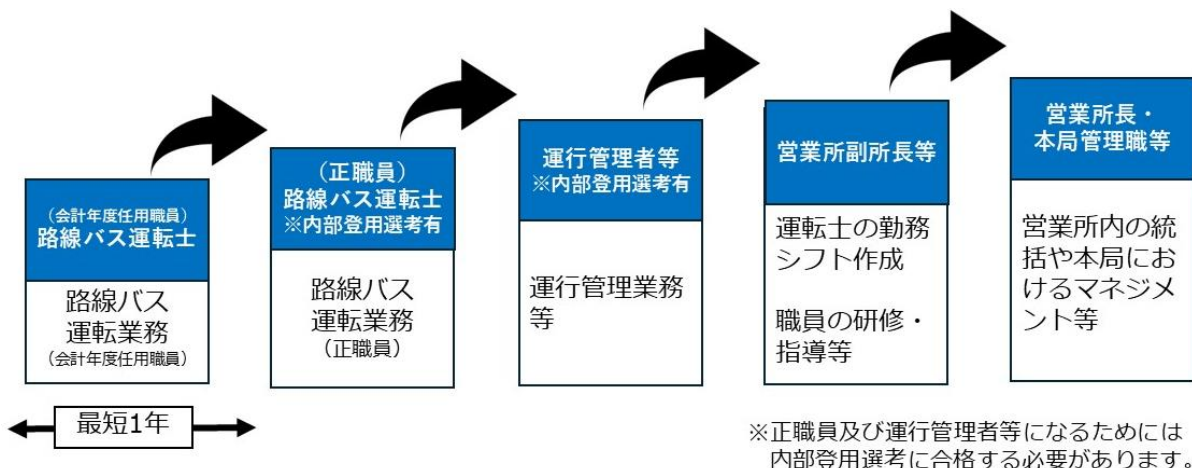 (会計年度任用職員)
路線バス運転士
路線バス
運転業務
(会計年度任用職員)
最短1年
(正職員)
路線バス運転士
※内部登用選考有
路線バス
運転業務
(正職員)
運行管理者等
※内部登用選考有
運行管理業務
等
営業所副所長等
運転士の勤務
シフト作成
職員の研修・
指導等
営業所長・
本局管理職等
営業所内の統
括や本局にお
けるマネジメ
ント等
※正職員及び運行管理者等になるためには
内部登用選考に合格する必要があります。